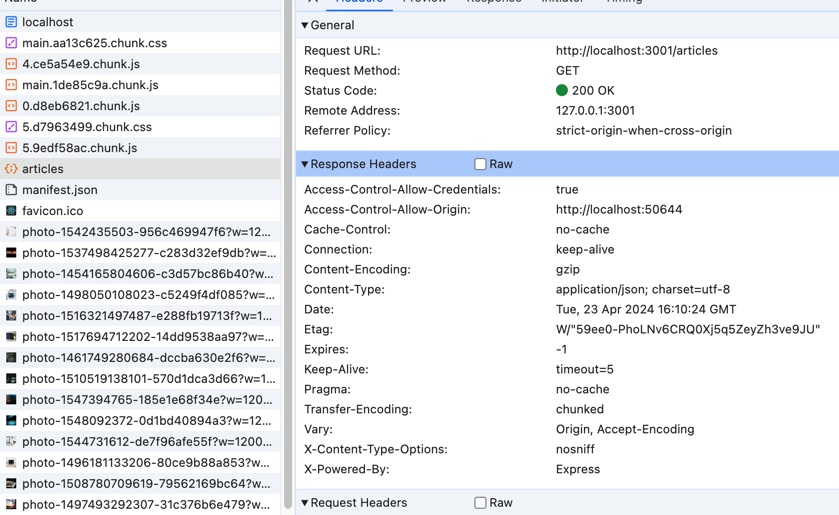 localhost
main.aa13c625.chunk.css
4.ce5a54e9.chunk.js
main.1de85c9a.chunk.js
0.d8eb6821.chunk.js
5.d7963499.chunk.css
5.9edf58ac.chunk.js
articles
manifest.json
favicon.ico
photo-1542435503-956c469947f6?w=12...
photo-1537498425277-c283d32ef9db?w=...
photo-1454165804606-c3d57bc86b40?w...
photo-1498050108023-c5249f4df085?w=...
photo-1516321497487-e288fb19713f?w=1...
photo-1517694712202-14dd9538aa97?w=...
photo-1461749280684-dccba630e2f6?w=...
photo-1510519138101-570d1dca3d66?w=1...
photo-1547394765-185e1e68f34e?w=120...
photo-1548092372-0d1bd40894a3?w=12...
photo-1544731612-de7f96afe55f?w=1200...
photo-1496181133206-80ce9b88a853?w...
photo-1508780709619-79562169bc64?w...
photo-1497493292307-31c376b6e479?w...
General
Request URL: http://localhost:3001/articles
Request Method: GET
Status Code: 200 OK
Remote Address: 127.0.0.1:3001
Referrer Policy: strict-origin-when-cross-origin
Response Headers Raw
Access-Control-Allow-Credentials: true
Access-Control-Allow-Origin: http://localhost:50644
Cache-Control: no-cache
Connection: keep-alive
Content-Encoding: gzip
Content-Type: application/json; charset=utf-8
Date: Tue, 23 Apr 2024 16:10:24 GMT
Etag: W/"59ee0-PhoLNv6CRQ0Xj5q5ZeyZh3ve9JU"
Expires: -1
Keep-Alive: timeout=5
Pragma: no-cache
Transfer-Encoding: chunked
Vary: Origin, Accept-Encoding
X-Content-Type-Options: nosniff
X-Powered-By: Express
Request Headers Raw